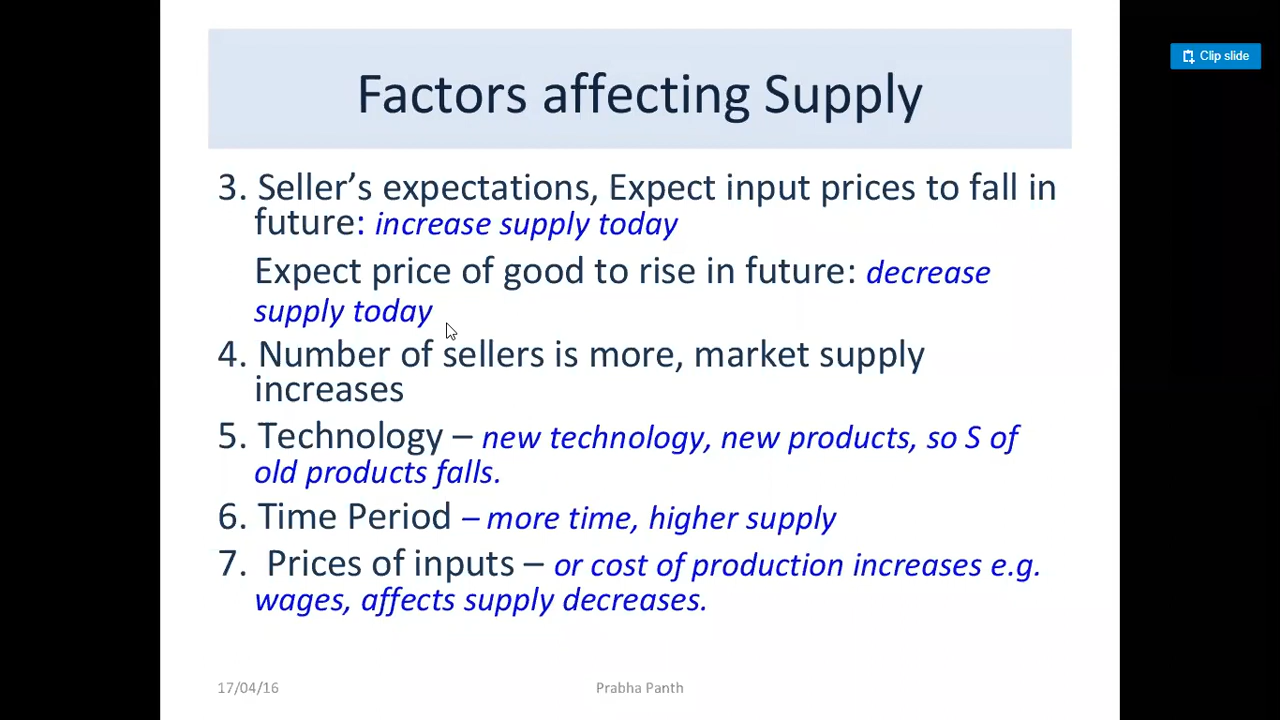 Clip slide
Factors affecting Supply
3. Seller’s expectations, Expect input prices to fall in
future: increase supply today
Expect price of good to rise in future: decrease
supply today
4. Number of sellers is more, market supply
increases
5. Technology – new technology, new products, so S of
old products falls.
6. Time Period – more time, higher supply
7. Prices of inputs – or cost of production increases e.g.
wages, affects supply decreases.
17/04/16
Prabha Panth